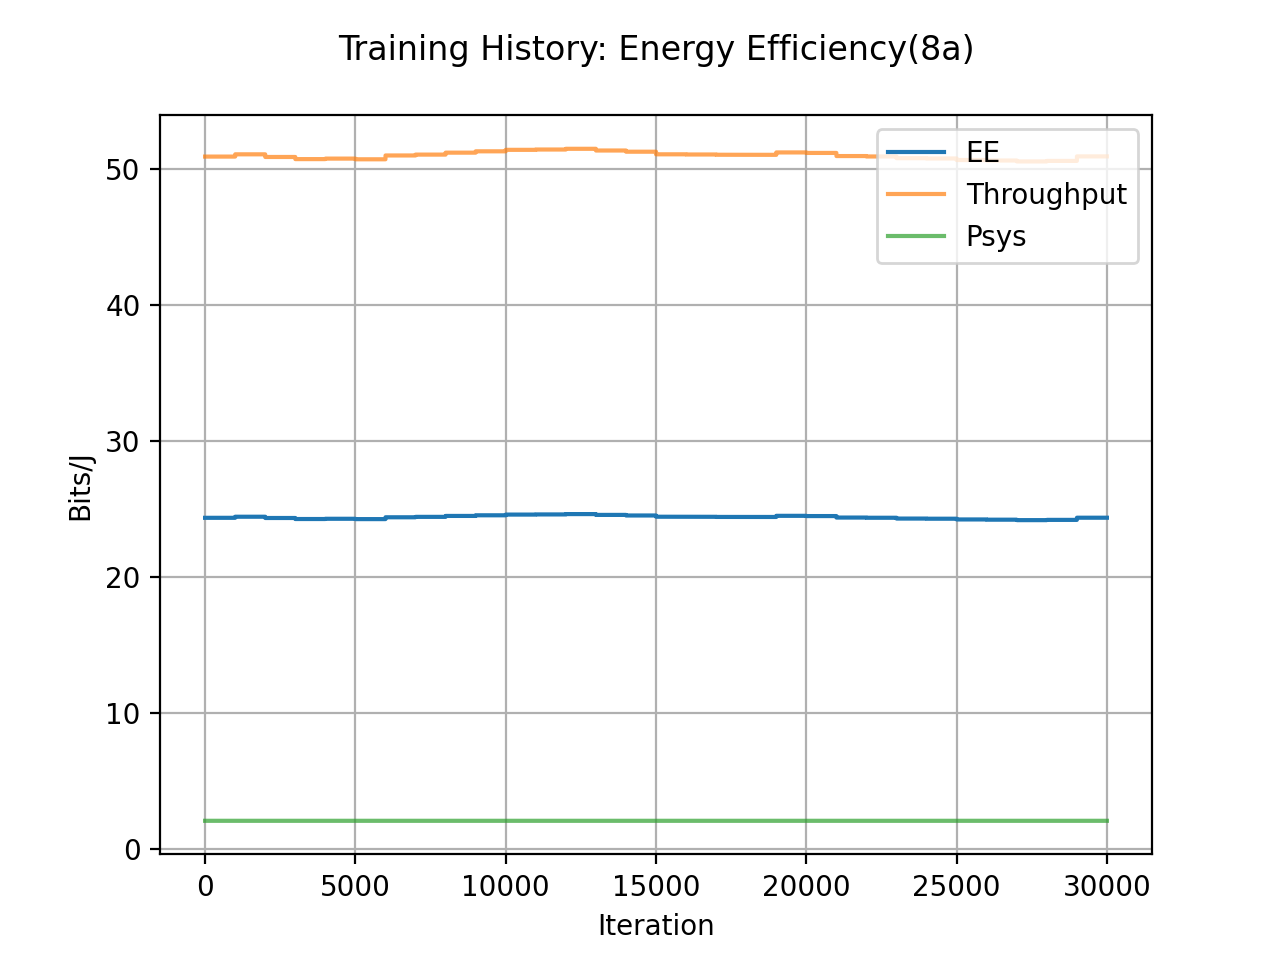 Training History: Energy Efficiency(8a)
EE
Throughput
Psys
50
40
30
20
10
0
Bits/J
0 5000 10000 15000 20000 25000 30000
Iteration